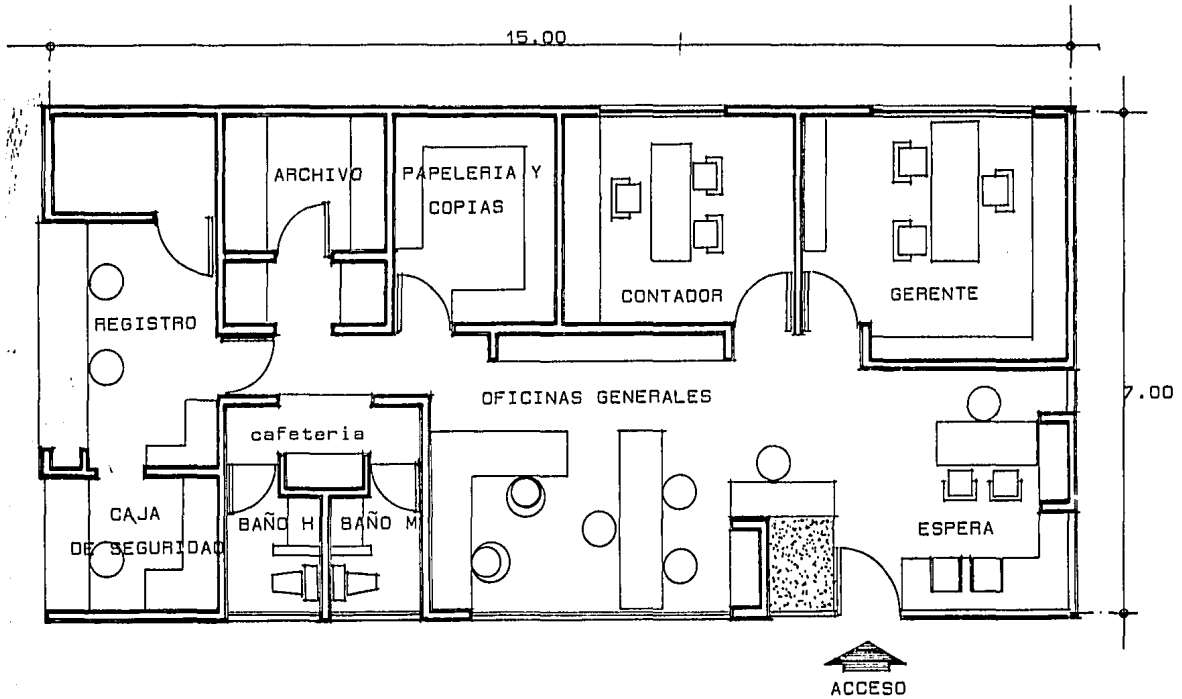 15.00
ARCHIVO
PAPELERIA Y
COPIAS
CONTADOR
GERENTE
REGISTRO
OFICINAS GENERALES
7.00
cafeteria
CAJA
DE SEGURIDAD
BAÑO H
BAÑO M
ESPERA
ACCESO